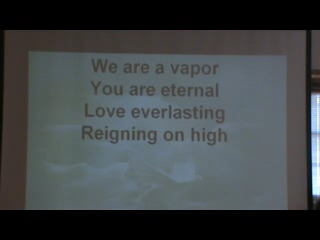 We are a vapor
You are eternal
Love everlasting
Reigning on high